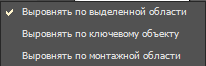 Выровнять по выделенной области
Выровнять по ключевому объекту
Выровнять по монтажной области